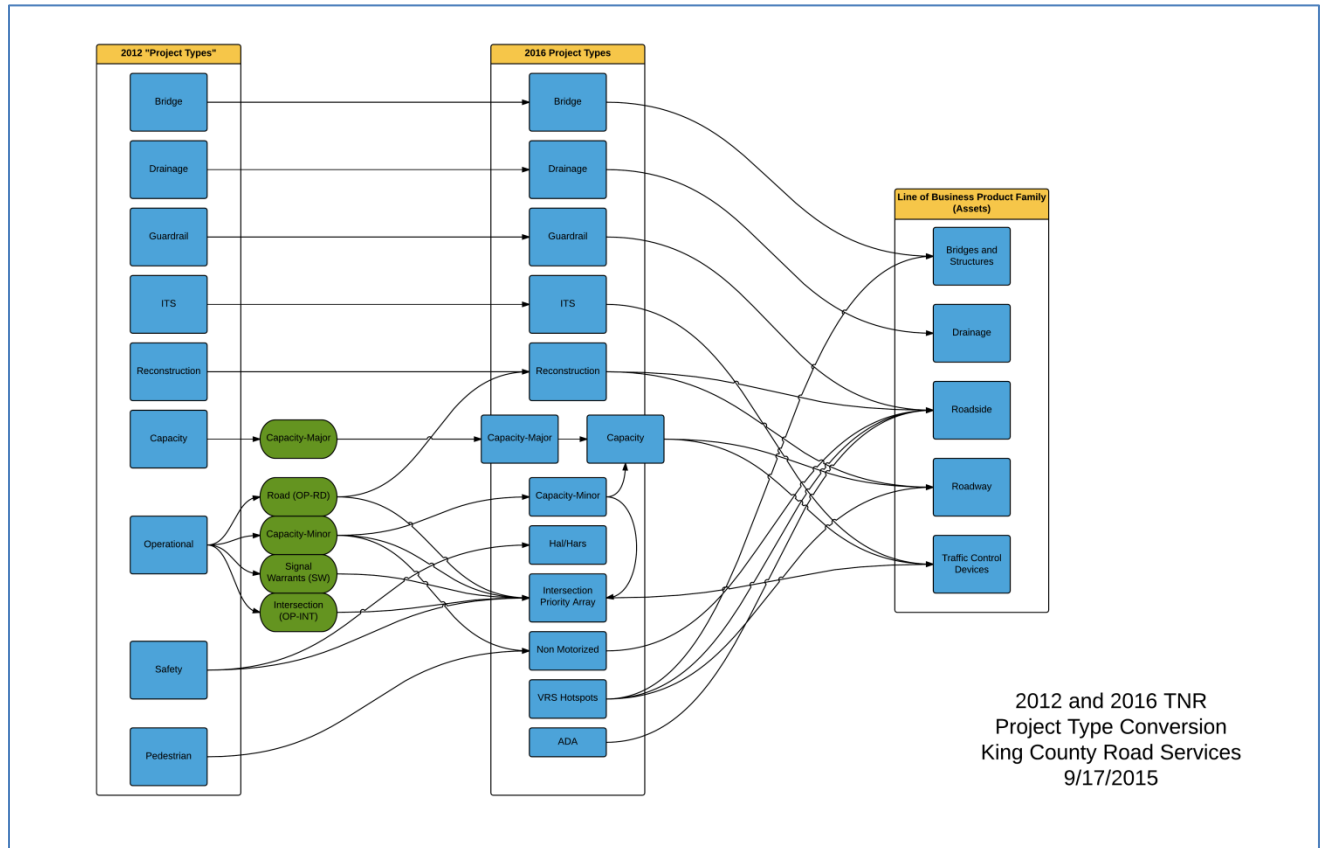 2012 "Project Types"
Bridge
Drainage
Guardrail
ITS
Reconstruction
Capacity
Operational
Safety
Pedestrian
Capacity-Major
Road (OP-RD)
Capacity-Minor
Signal
Warrants (SW)
Intersection
(OP-INT)
2016 Project Types
Bridge
Drainage
Guardrail
ITS
Reconstruction
Capacity-Major
Capacity
Capacity-Minor
Hal/Hars
Intersection
Priority Array
Non Motorized
VRS Hotspots
ADA
Line of Business Product Family
(Assets)
Bridges and
Structures
Drainage
Roadside
Roadway
Traffic Control
Devices
2012 and 2016 TNR
Project Type Conversion
King County Road Services
9/17/2015